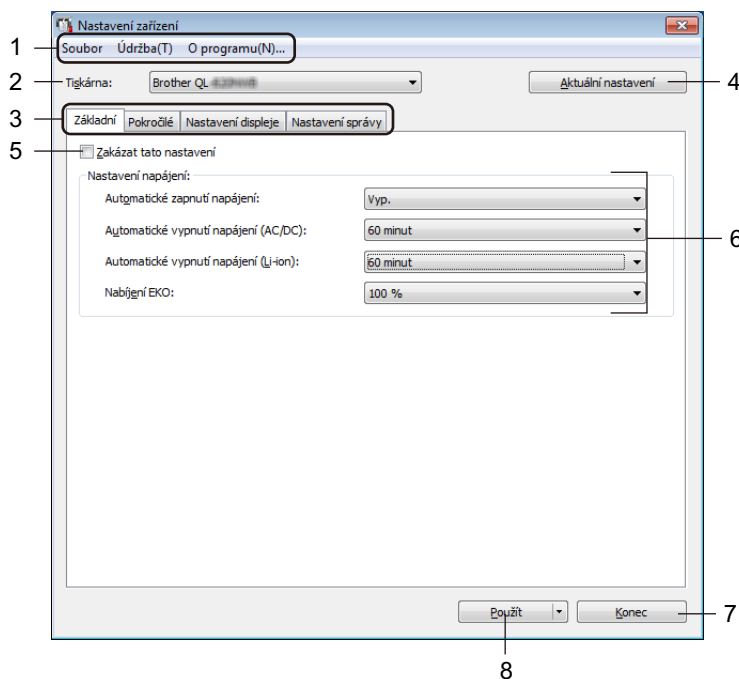 Nastavení zařízení
1
Soubor Údržba(T) O programu(N)...
2
Tiskárna: Brother QL
Aktuální nastavení
4
3
Základní Pokročilé Nastavení displeje Nastavení správy
5
Zakázat tato nastavení
Nastavení napájení:
Automatické zapnutí napájení: Vyp.
Automatické vypnutí napájení (AC/DC): 60 minut
6
Automatické vypnutí napájení (Li-ion): 60 minut
Nabíjení EKO: 100 %
Použít Konec
7
8